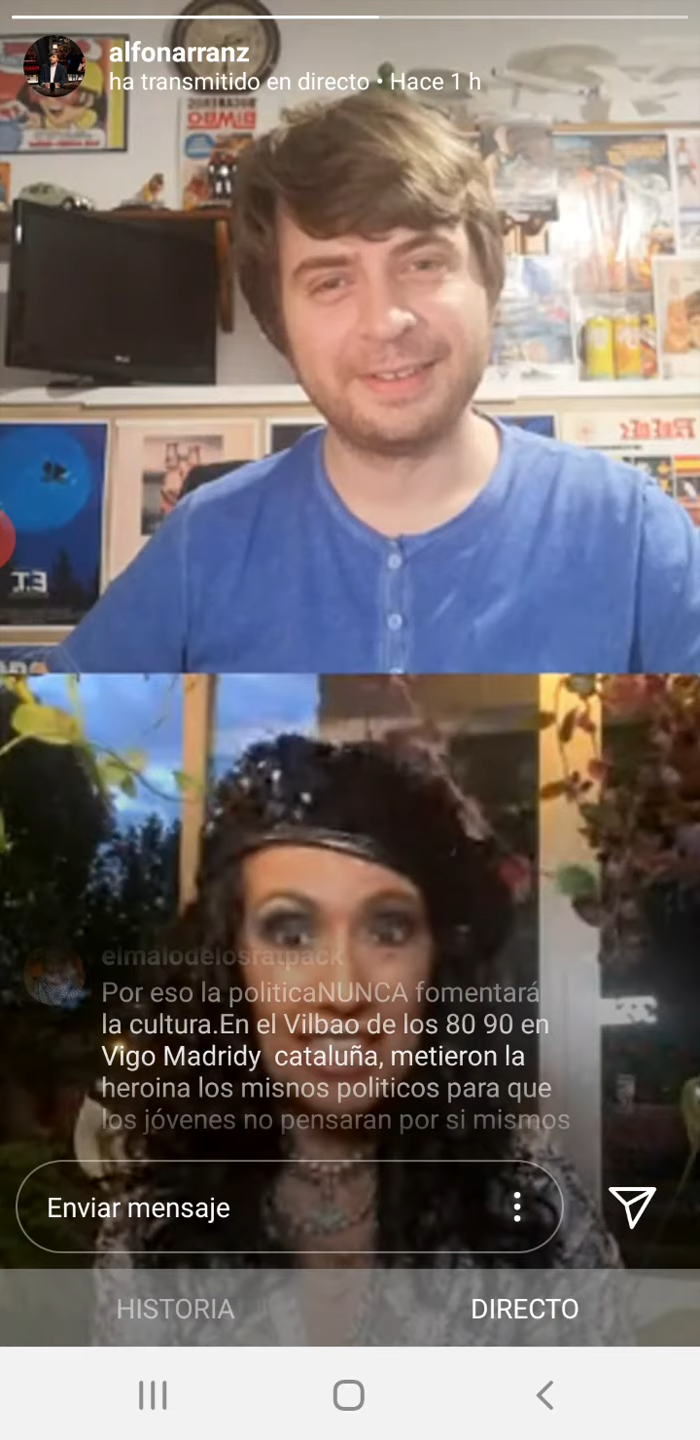 alfonarranz
ha transmitido en directo • Hace 1 h
BIMBO
E.T
elmalodelosratpack
Por eso la politicaNUNCA fomentará
la cultura.En el Vilbao de los 80 90 en
Vigo Madridy cataluña, metieron la
heroina los misnos politicos para que
los jóvenes no pensaran por si mismos
Enviar mensaje
HISTORIA
DIRECTO